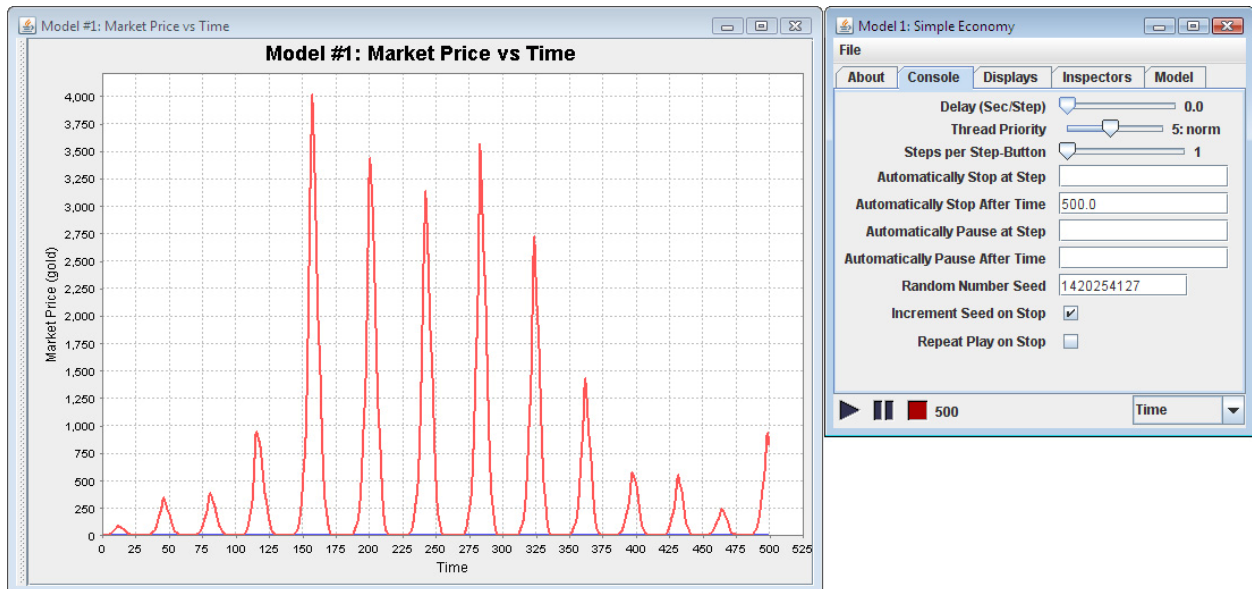 Model #1: Market Price vs Time
Model #1: Market Price vs Time
Market Price (gold)
4,000
3,750
3,500
3,250
3,000
2,750
2,500
2,250
2,000
1,750
1,500
1,250
1,000
750
500
250
0
0 25 50 75 100 125 150 175 200 225 250 275 300 325 350 375 400 425 450 475 500 525
Time
Model 1: Simple Economy
File
About Console Displays Inspectors Model
Delay (Sec/Step) 0.0
Thread Priority 5: norm
Steps per Step-Button 1
Automatically Stop at Step
Automatically Stop After Time 500.0
Automatically Pause at Step
Automatically Pause After Time
Random Number Seed 1420254127
Increment Seed on Stop
Repeat Play on Stop
500 Time